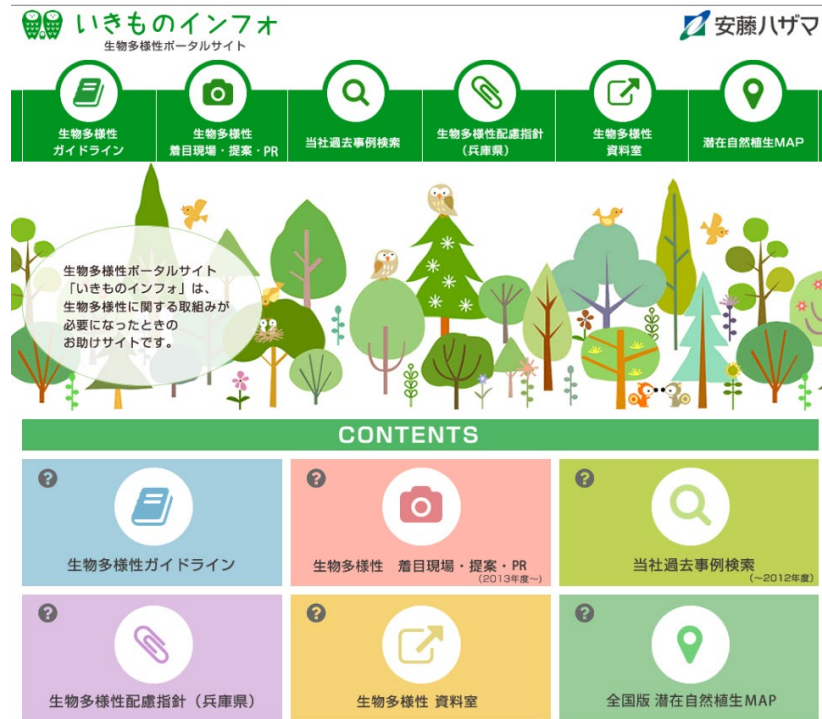 いきものインフォ
生物多様性ポータルサイト
安藤ハザマ
生物多様性
ガイドライン
生物多様性
着目現場・提案・PR
当社過去事例検索
生物多様性配慮指針
（兵庫県）
生物多様性
資料室
潜在自然植生MAP
生物多様性ポータルサイト
「いきものインフォ」は、
生物多様性に関する取組みが
必要になったときの
お助けサイトです。
CONTENTS
?
生物多様性ガイドライン
?
生物多様性　着目現場・提案・PR
(2013年度～)
?
当社過去事例検索
(～2012年度)
?
生物多様性配慮指針（兵庫県）
?
生物多様性 資料室
?
全国版 潜在自然植生MAP